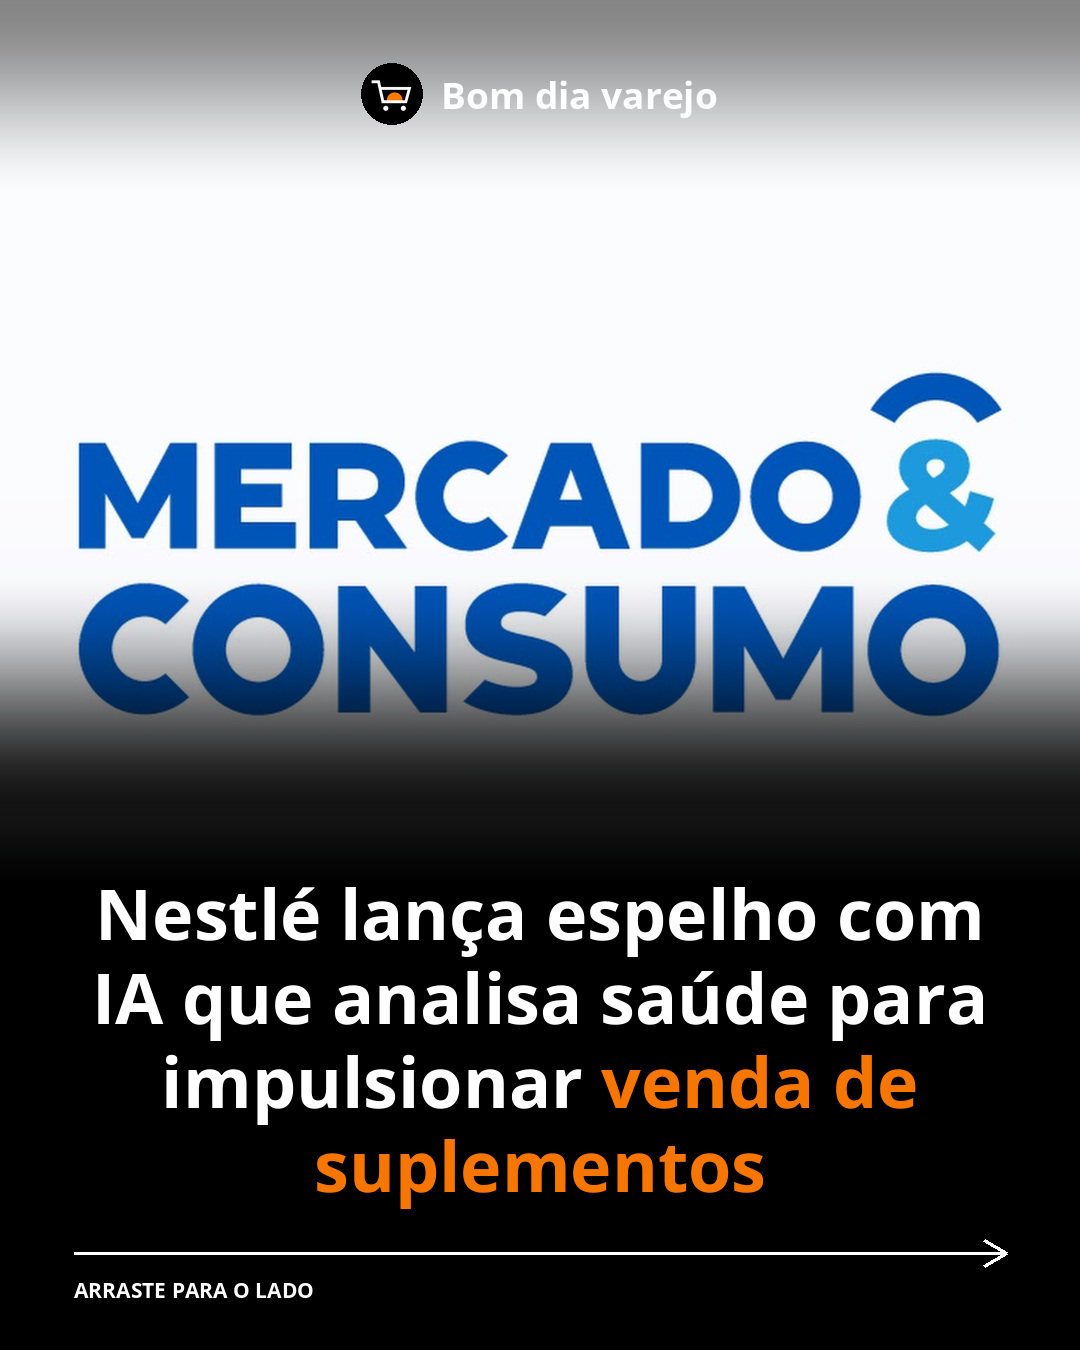 Bom dia varejo
MERCADO &
CONSUMO
Nestlé lança espelho com
IA que analisa saúde para
impulsionar venda de
suplementos
ARRASTE PARA O LADO